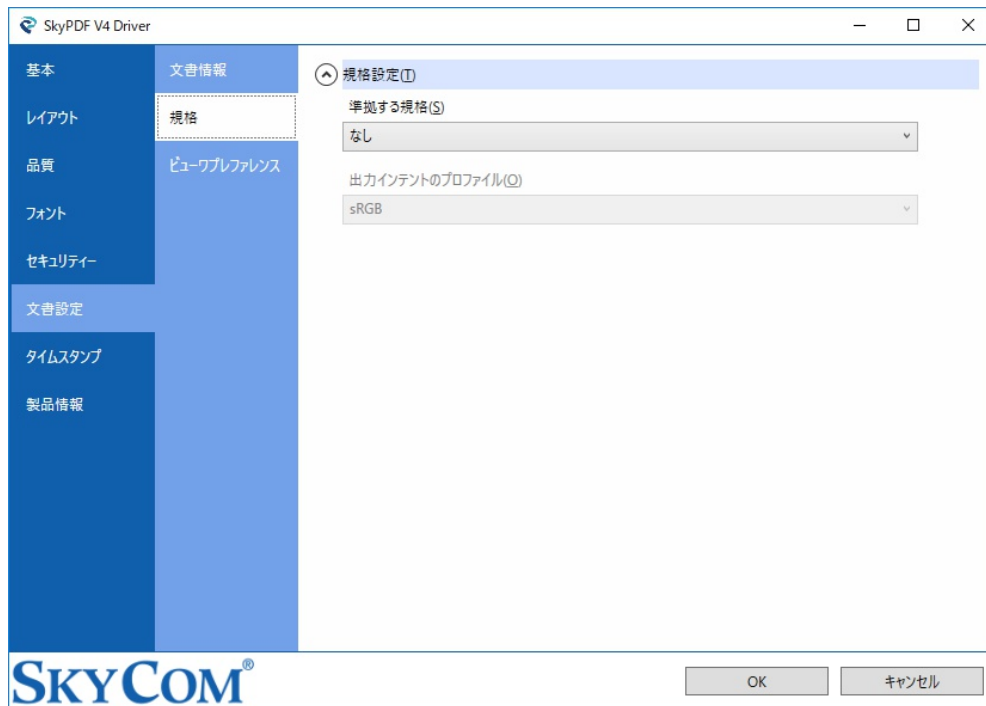 SkyPDF V4 Driver
基本
レイアウト
品質
フォント
セキュリティー
文書設定
タイムスタンプ
製品情報
文書情報
規格
ビューワプレファレンス
規格設定(T)
準拠する規格(S)
なし
出力インテントのプロファイル(O)
sRGB
SKYCOM®
OK
キャンセル